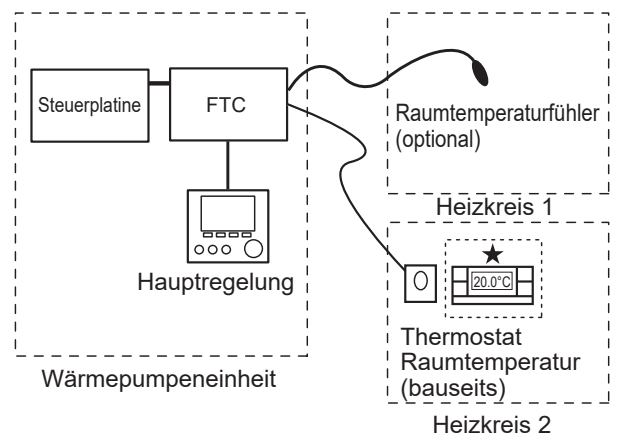 Steuerplatine
FTC
Hauptregelung
Wärmepumpeneinheit
Raumtemperaturfühler
(optional)
Heizkreis 1
20.0°C
Thermostat
Raumtemperatur
(bauseits)
Heizkreis 2